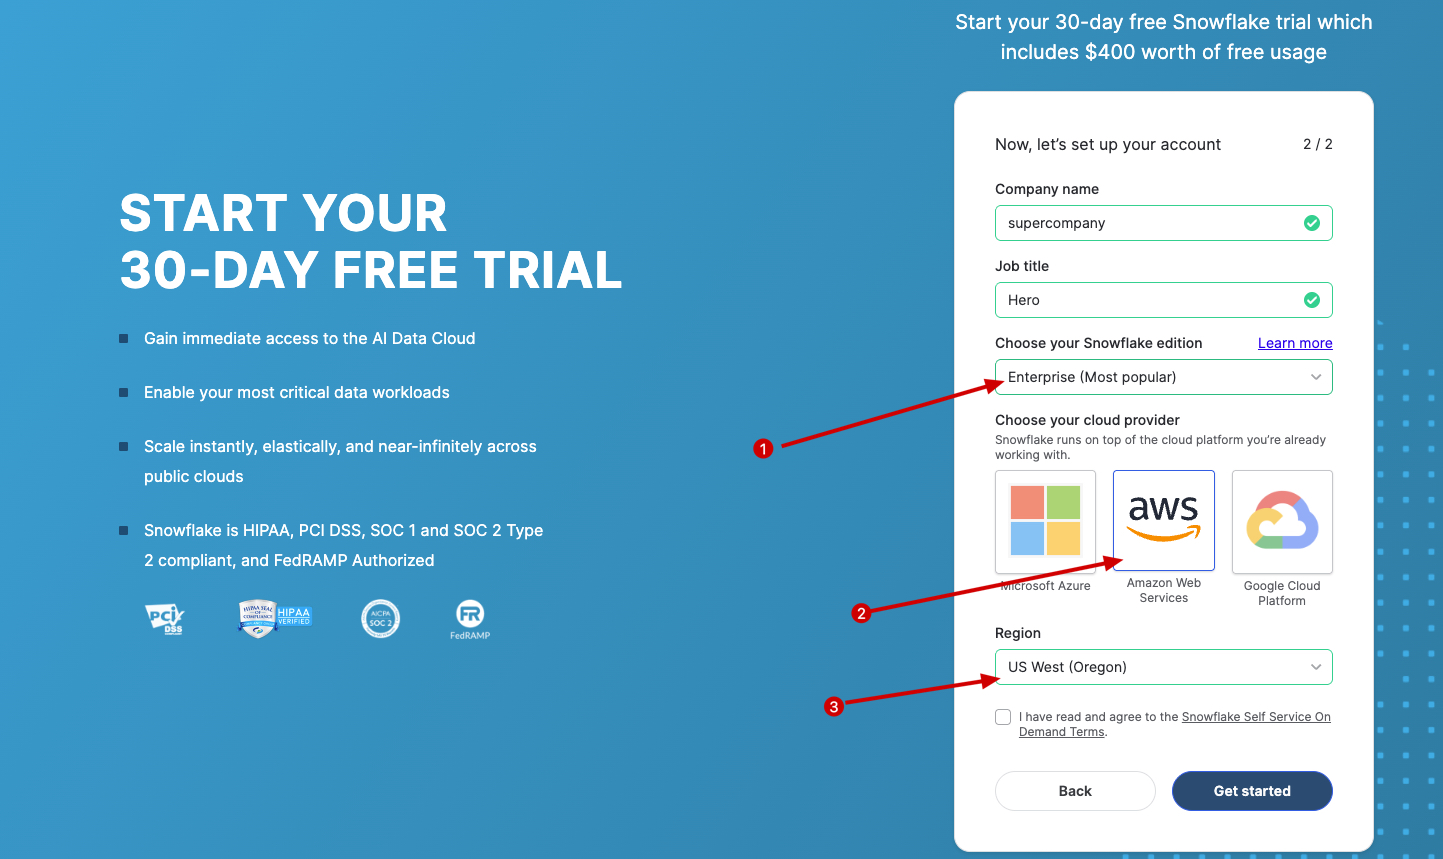 Start your 30-day free Snowflake trial which
includes $400 worth of free usage
START YOUR
30-DAY FREE TRIAL
Gain immediate access to the AI Data Cloud
Enable your most critical data workloads
Scale instantly, elastically, and near-infinitely across
public clouds
Snowflake is HIPAA, PCI DSS, SOC 1 and SOC 2 Type
2 compliant, and FedRAMP Authorized
PCI
DSS
HIPAA SEAL
OF
COMPLIANCE
HIPAA
VERIFIED
AICPA
SOC 2
FR
FedRAMP
Now, let's set up your account 2 / 2
Company name
supercompany
Job title
Hero
Choose your Snowflake edition Learn more
Enterprise (Most popular)
1
Choose your cloud provider
Snowflake runs on top of the cloud platform you're already
working with.
aws
Microsoft Azure
Amazon Web
Services
Google Cloud
Platform
2
Region
US West (Oregon)
3
I have read and agree to the Snowflake Self Service On
Demand Terms.
Back Get started